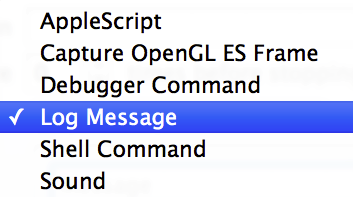 AppleScript
Capture OpenGL ES Frame
Debugger Command
✓ Log Message
Shell Command
Sound